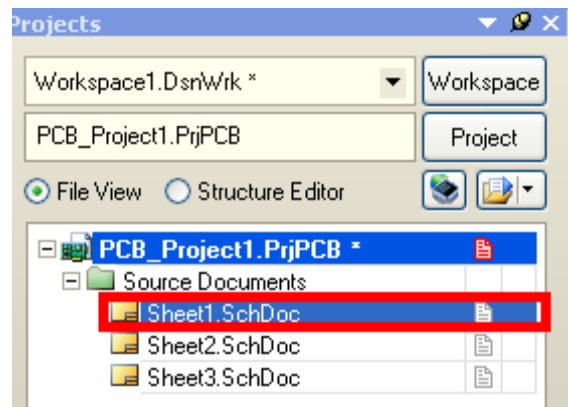 Projects
Workspace1.DsnWrk *
Workspace
PCB_Project1.PrjPCB
Project
File View
Structure Editor
PCB_Project1.PrjPCB *
Source Documents
Sheet1.SchDoc
Sheet2.SchDoc
Sheet3.SchDoc